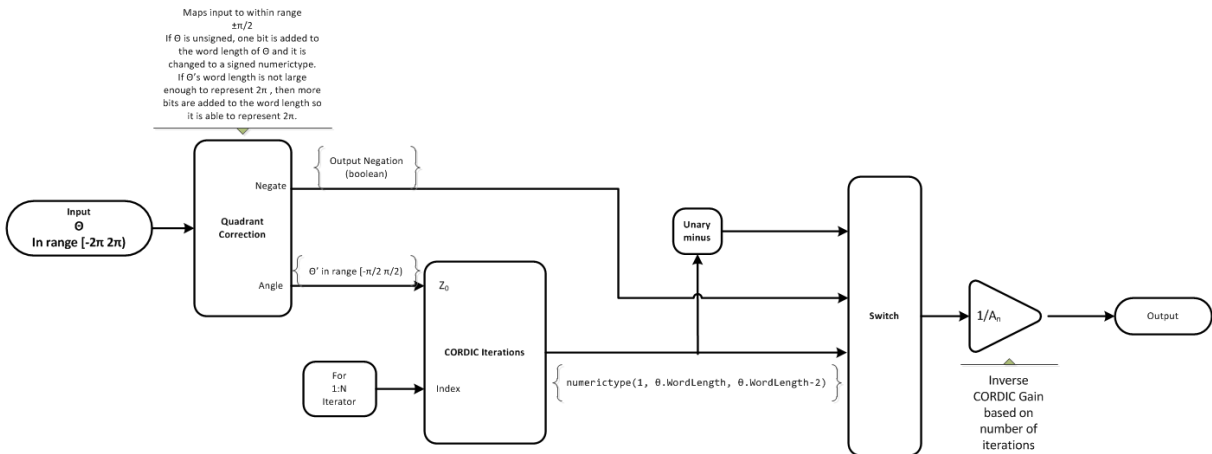 Maps input to within range
±π/2
If Θ is unsigned, one bit is added to
the word length of Θ and it is
changed to a signed numerictype.
If Θ's word length is not large
enough to represent 2π , then more
bits are added to the word length so
it is able to represent 2π.
Input
Θ
In range [-2π 2π)
Quadrant
Correction
Negate
Angle
Output Negation
(boolean)
Θ' in range [-π/2 π/2)
For
1:N
Iterator
Z0
CORDIC Iterations
Index
Unary
minus
numerictype(1, θ.WordLength, θ.WordLength-2)
Switch
1/An
Inverse
CORDIC Gain
based on
number of
iterations
Output